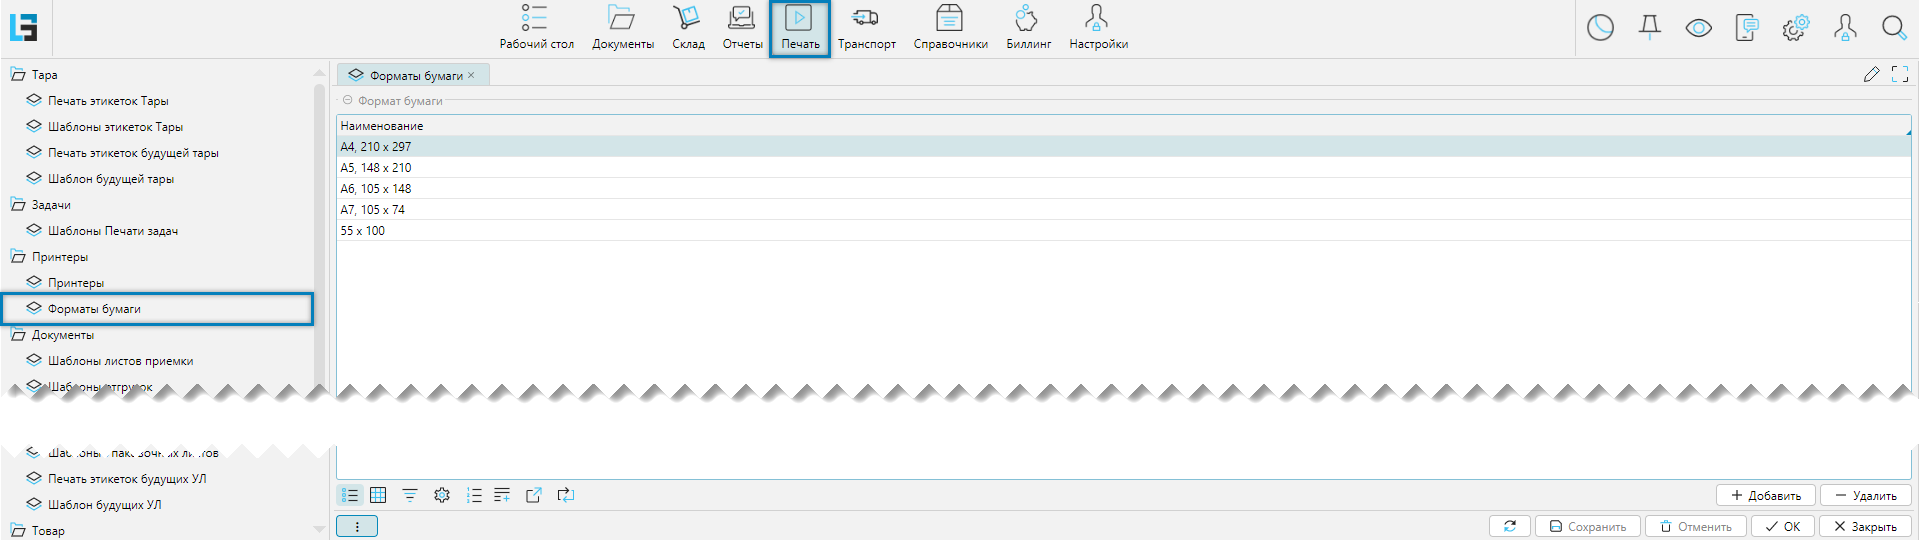 Рабочий стол
Документы
Склад
Отчеты
Печать
Транспорт
Справочники
Биллинг
Настройки
Тара
Печать этикеток Тары
Шаблоны этикеток Тары
Печать этикеток будущей тары
Шаблон будущей тары
Задачи
Шаблоны Печати задач
Принтеры
Принтеры
Форматы бумаги
Документы
Шаблоны листов приемки
Шаблоны отгрузок
Печать этикеток будущих УЛ
Шаблон будущих УЛ
Товар
Форматы бумаги
Формат бумаги
Наименование
A4, 210 x 297
A5, 148 x 210
A6, 105 x 148
A7, 105 x 74
55 x 100
Добавить
Удалить
Сохранить
Отменить
OK
Закрыть